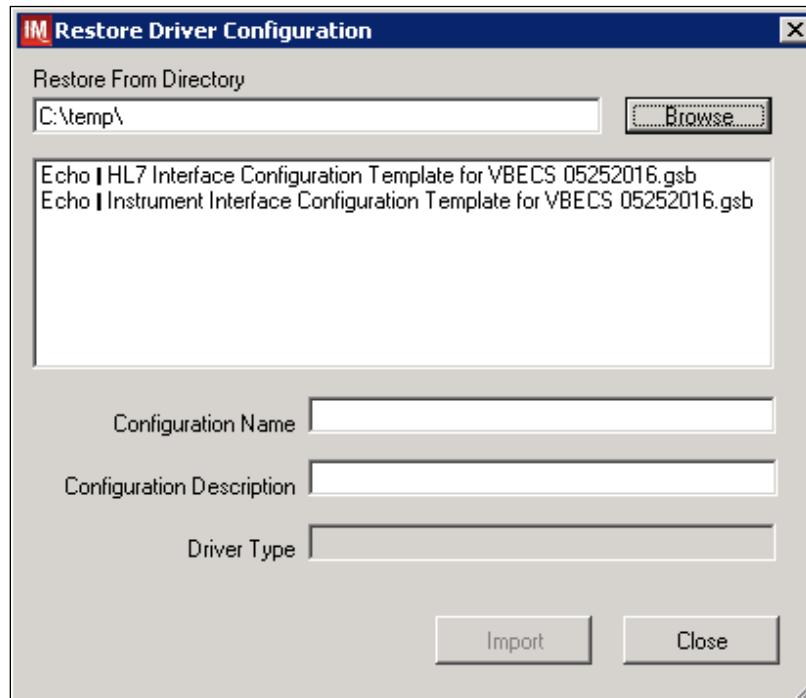 IM Restore Driver Configuration
Restore From Directory
C:\temp\
Browse
Echo | HL7 Interface Configuration Template for VBECS 05252016.gsb
Echo | Instrument Interface Configuration Template for VBECS 05252016.gsb
Configuration Name
Configuration Description
Driver Type
Import
Close